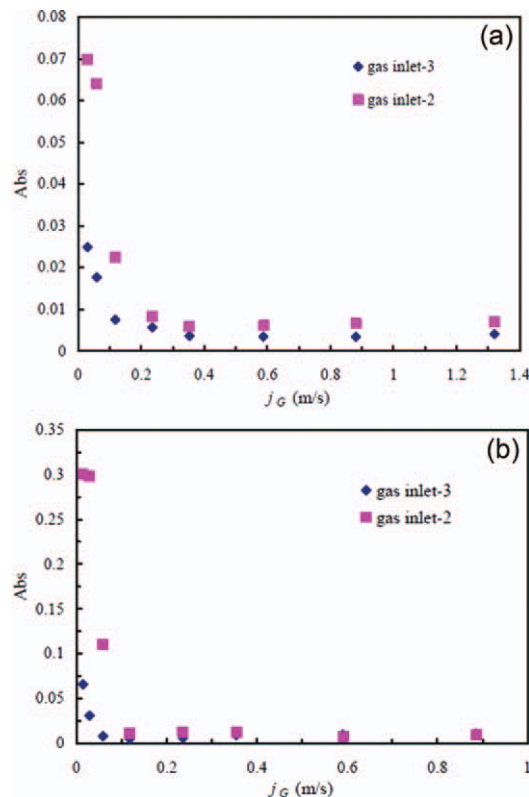 0.08
(a)
gas inlet-3
0.07
gas inlet-2
0.06
0.05
Abs
0.04
0.03
0.02
0.01
0
0 0.2 0.4 0.6 0.8 1 1.2 1.4
j G (m/s)
0.35
(b)
0.3
gas inlet-3
gas inlet-2
0.25
0.2
Abs
0.15
0.1
0.05
0
0 0.2 0.4 0.6 0.8 1
j G (m/s)